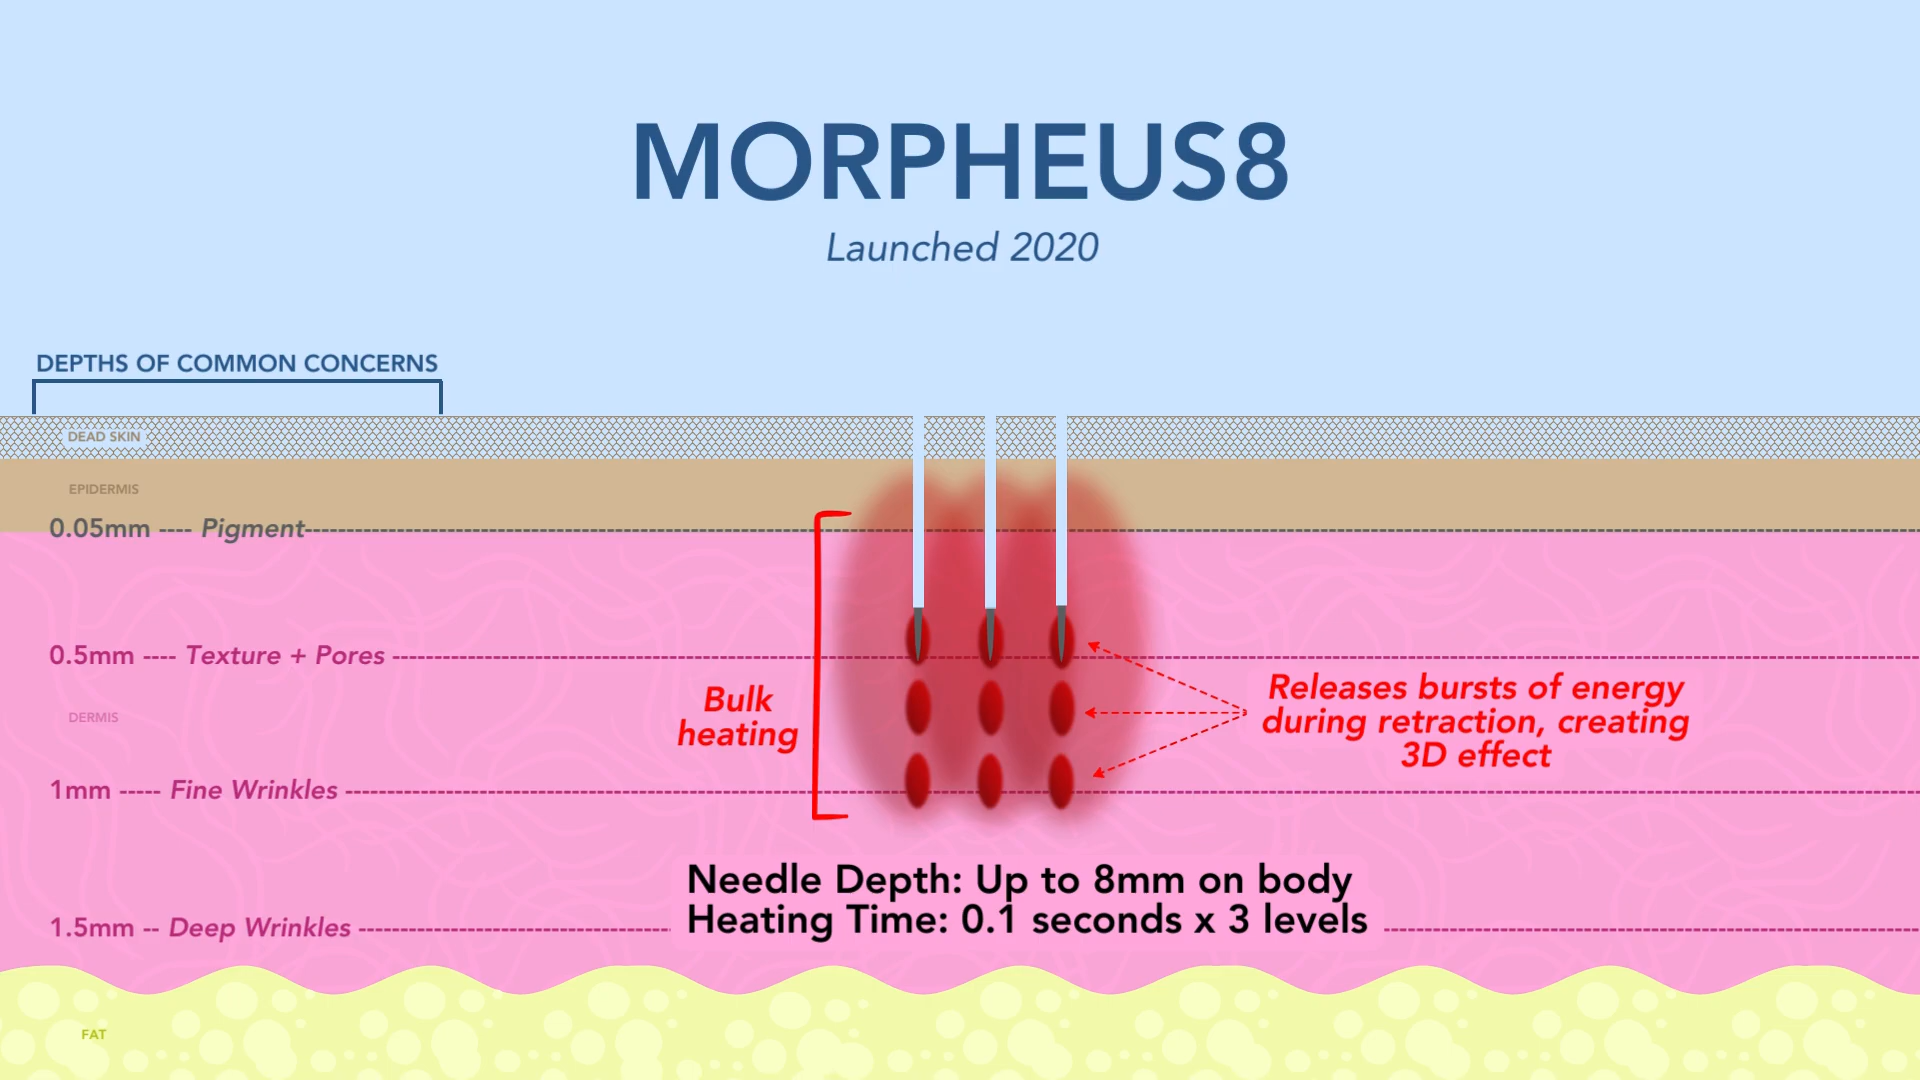 MORPHEUS8
Launched 2020
DEPTHS OF COMMON CONCERNS
DEAD SKIN
EPIDERMIS
0.05mm ---- Pigment
0.5mm ---- Texture + Pores
DERMIS
1mm ----- Fine Wrinkles
1.5mm -- Deep Wrinkles
FAT
Bulk
heating
Releases bursts of energy
during retraction, creating
3D effect
Needle Depth: Up to 8mm on body
Heating Time: 0.1 seconds x 3 levels